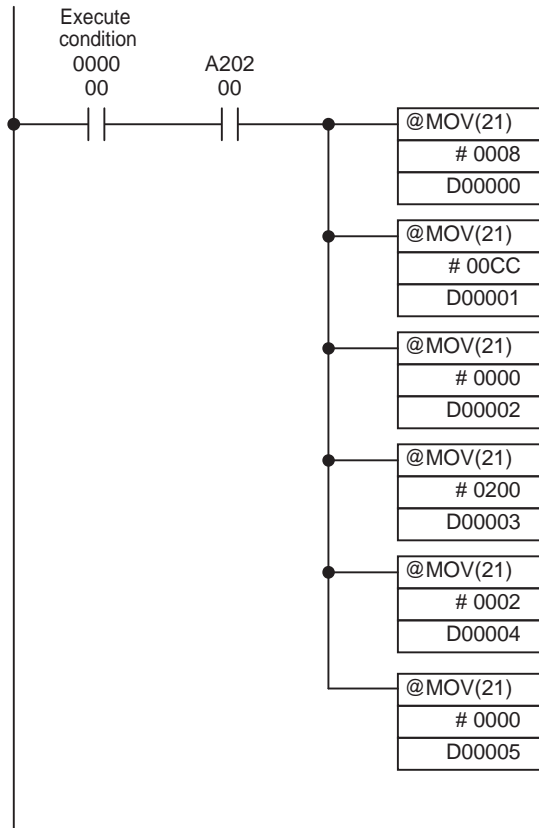 Execute
condition
0000
00
A202
00
@MOV(21)
# 0008
D00000
@MOV(21)
# 00CC
D00001
@MOV(21)
# 0000
D00002
@MOV(21)
# 0200
D00003
@MOV(21)
# 0002
D00004
@MOV(21)
# 0000
D00005